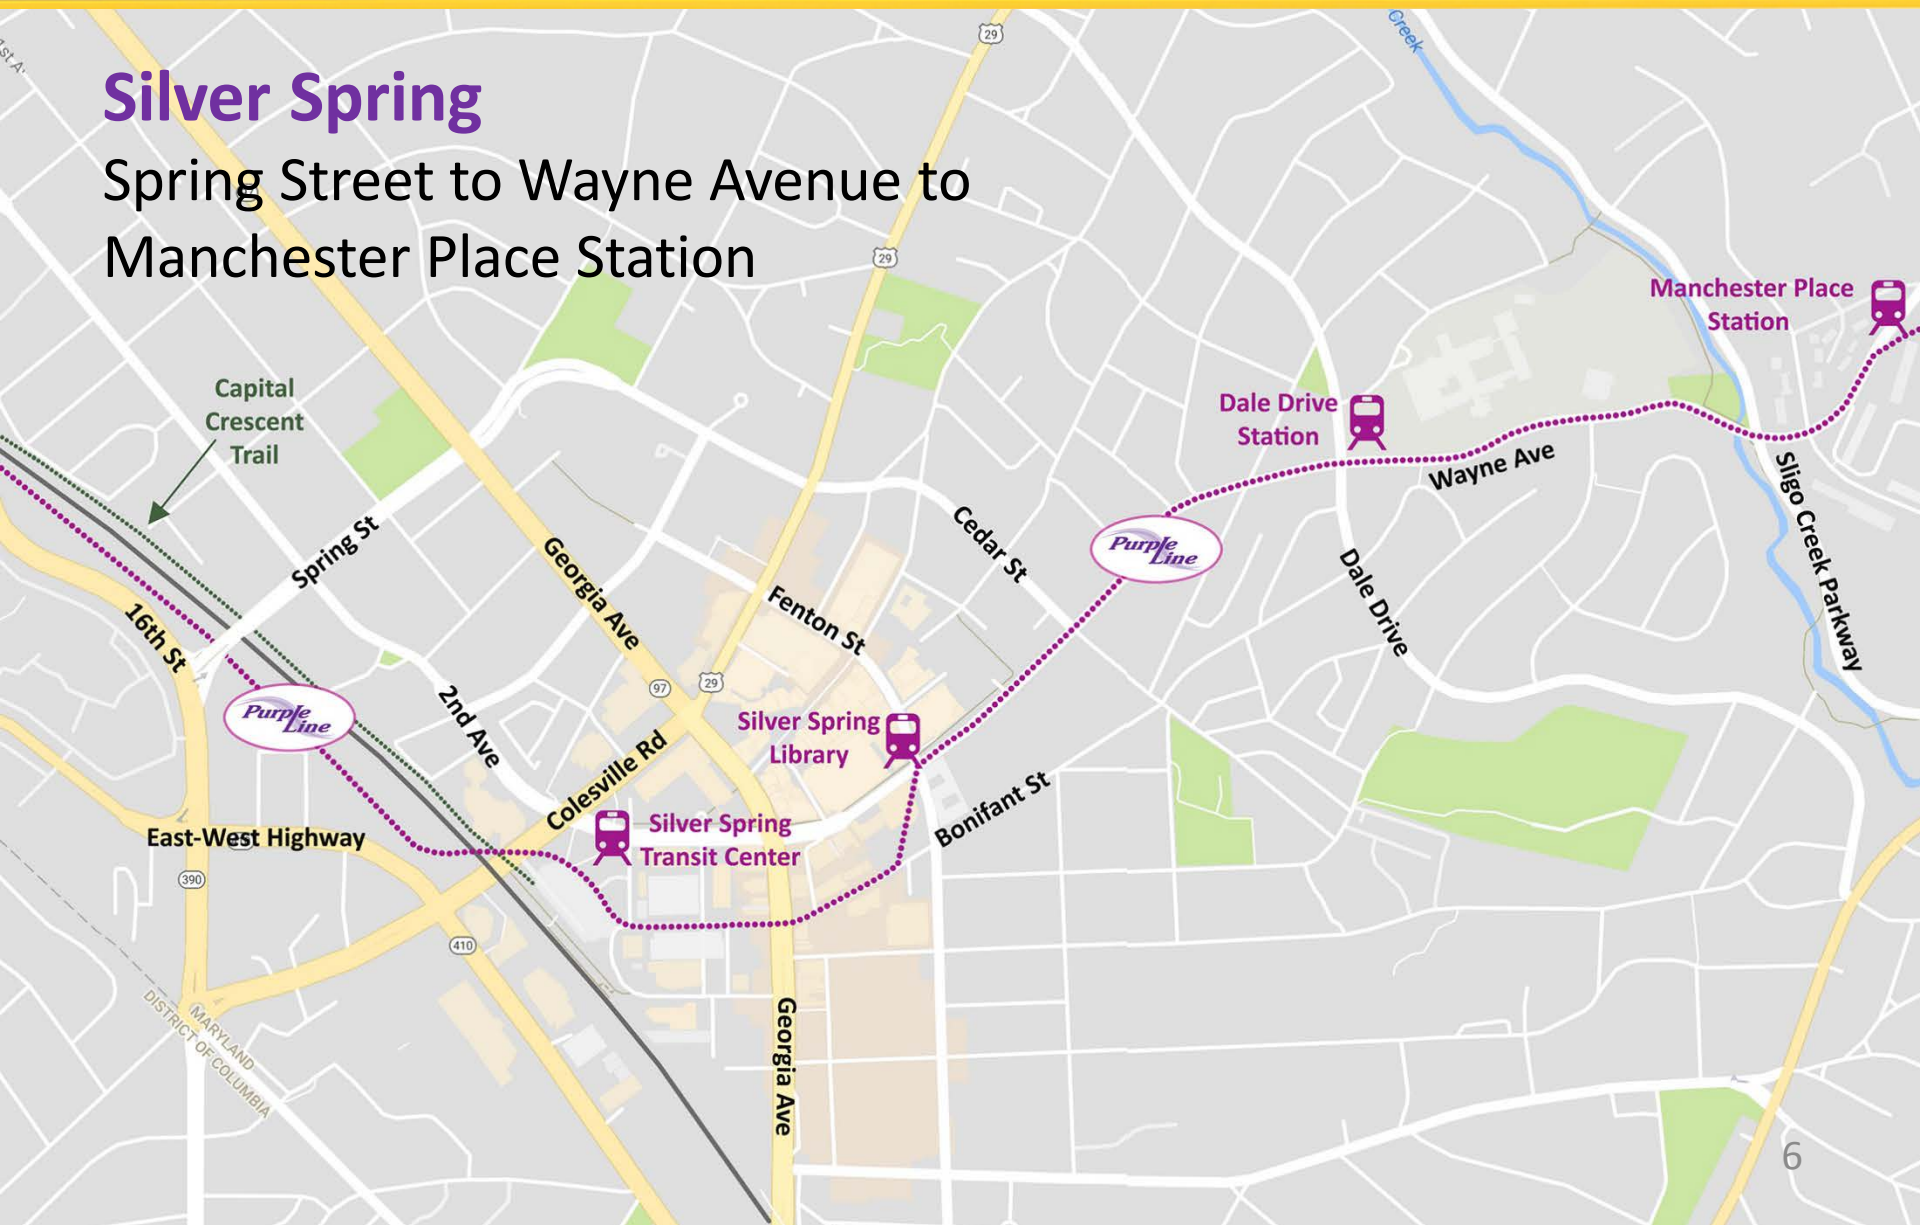 Silver Spring
Spring Street to Wayne Avenue to
Manchester Place Station
29
Creek
29
Manchester Place
Station
Capital
Crescent
Trail
Dale Drive
Station
Wayne Ave
Sligo Creek Parkway
Spring St
Georgia Ave
Cedar St
Purple
Line
Dale Drive
16th St
Fenton St
97
29
2nd Ave
Purple
Line
Silver Spring
Library
Colesville Rd
Bonifant St
Silver Spring
Transit Center
East-West Highway
390
410
MARYLAND
DISTRICT OF COLUMBIA
Georgia Ave
6